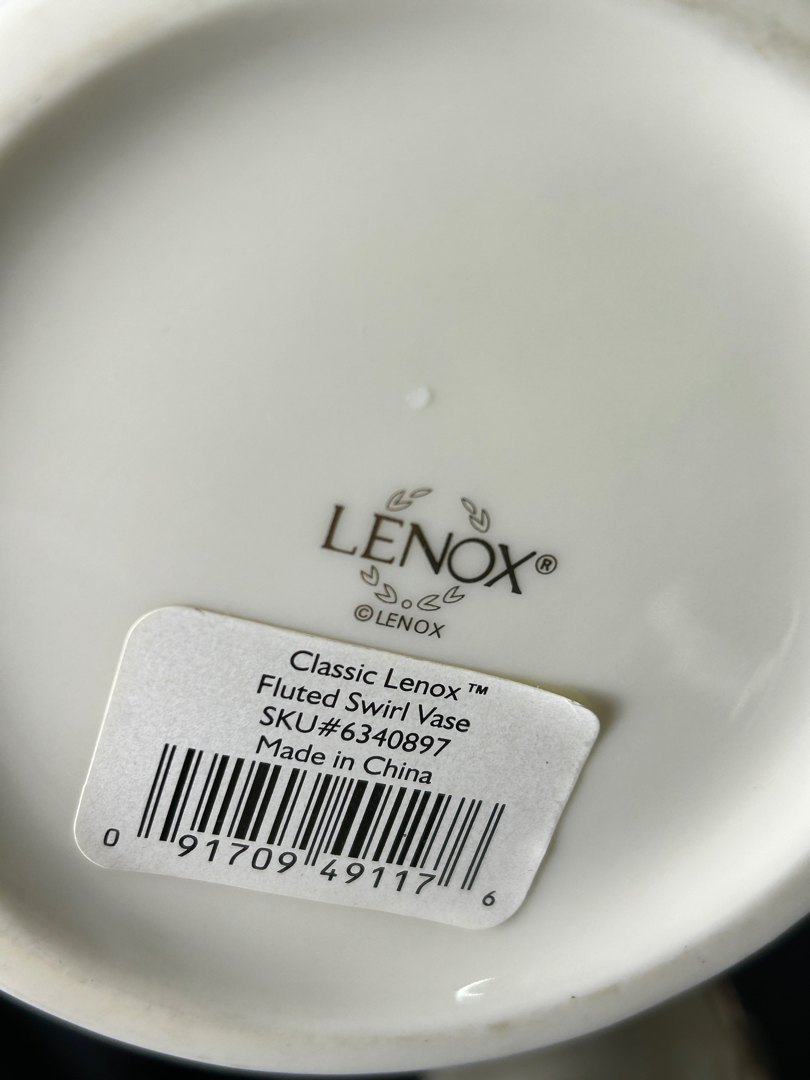 LENOX®
©LENOX
Classic Lenox™
Fluted Swirl Vase
SKU#6340897
Made in China
0 91709 49117 6